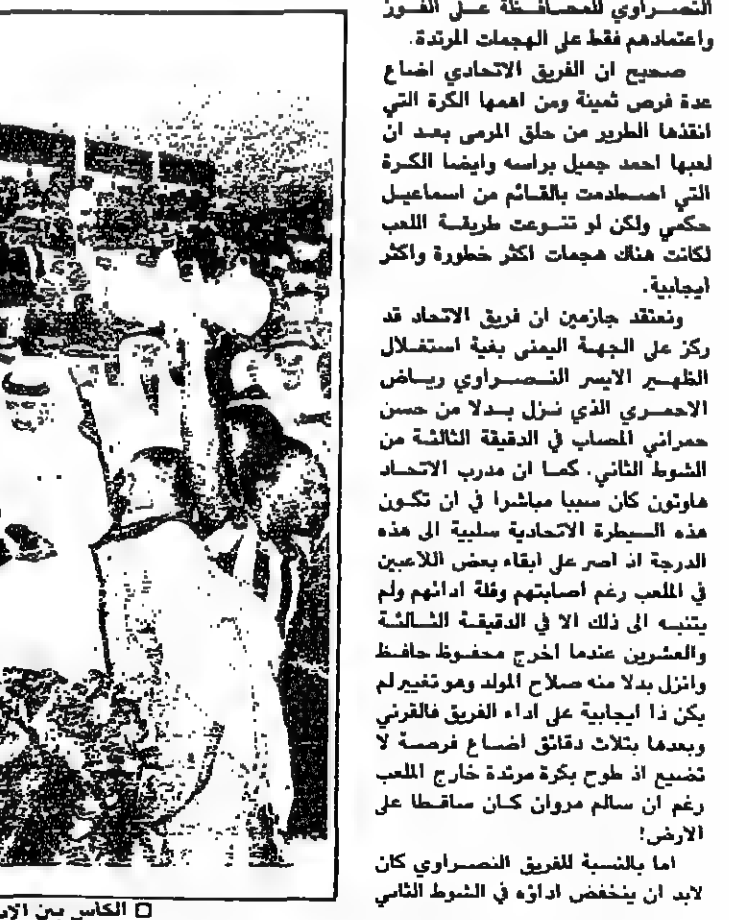 النصراوي للمحافظة على الفوز
واعتمادهم فقط على الهجمات المرتدة.
صحيح ان الفريق الاتحادي اضاع
عدة فرص ثمينة ومن اهمها الكرة التي
انقذها الطرير من حلق المرمى بعد ان
لعبها احمد جميل براسه وايضا الكرة
التي اصطدمت بالقائم من اسماعيل
حكمي ولكن لو تنوعت طريقة اللعب
لكانت هناك هجمات اكثر خطورة واكثر
ايجابية.
ونعتقد جازمين ان فريق الاتحاد قد
ركز على الجهة اليمنى بغية استغلال
الظهير الايسر النصراوي رياض
الاحمري الذي نزل بدلا من حسن
حمراني المصاب في الدقيقة الثالثة من
الشوط الثاني. كما ان مدرب الاتحاد
هاوتون كان سببا مباشرا في ان تكون
هذه السيطرة الاتحادية سلبية الى هذه
الدرجة اذ اصر على ابقاء بعض اللاعبين
في الملعب رغم اصابتهم وقلة ادائهم ولم
يتنبه الى ذلك الا في الدقيقة الثالثة
والعشرين عندما اخرج محفوظ حافظ
وانزل بدلا منه صلاح المولد وهو تغيير لم
يكن ذا ايجابية على اداء الفريق فالقرني
وبعدها بثلاث دقائق اضاع فرصة لا
تضيع اذ طوح بكرة مرتدة خارج الملعب
رغم ان سالم مروان كان ساقطا على
الارض!
اما بالنسبة للفريق النصراوي كان
لابد ان ينخفض اداؤه في الشوط الثاني
□ الكاس بين